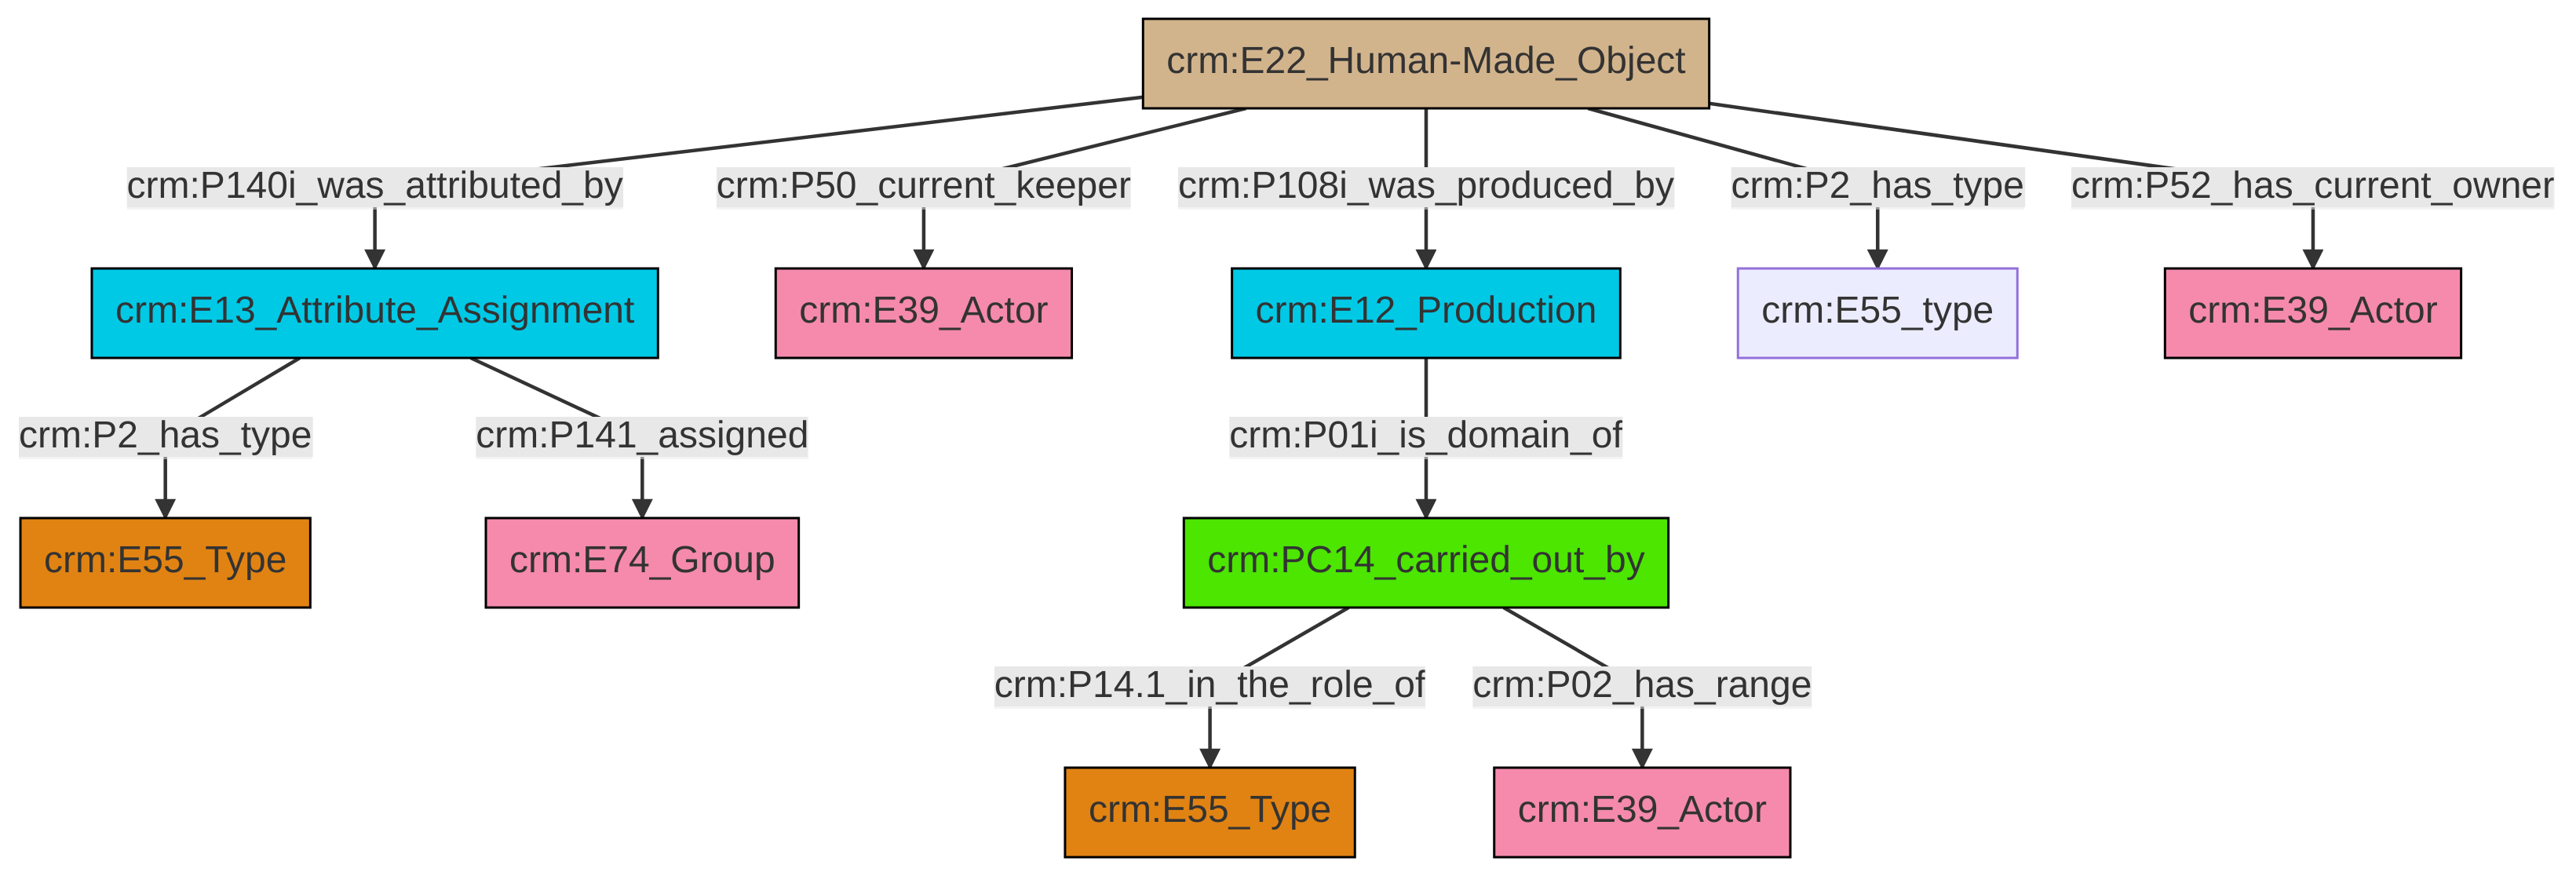 crm:E22_Human-Made_Object
crm:P140i_was_attributed_by
crm:P50_current_keeper
crm:P108i_was_produced_by
crm:P2_has_type
crm:P52_has_current_owner
crm:E13_Attribute_Assignment
crm:E39_Actor
crm:E12_Production
crm:E55_type
crm:E39_Actor
crm:P2_has_type
crm:P141_assigned
crm:P01i_is_domain_of
crm:E55_Type
crm:E74_Group
crm:PC14_carried_out_by
crm:P14.1_in_the_role_of
crm:P02_has_range
crm:E55_Type
crm:E39_Actor